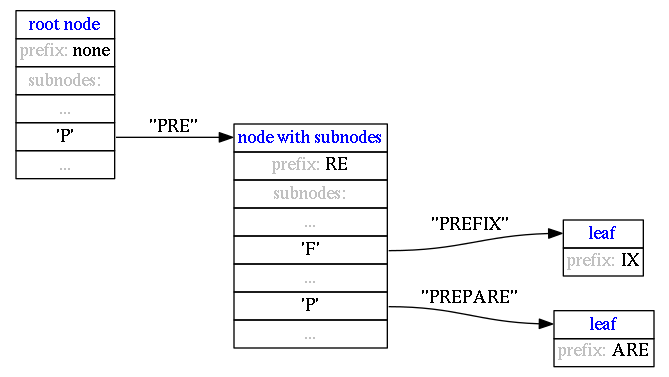 root node
prefix: none
subnodes:
...
'P'
...
"PRE"
node with subnodes
prefix: RE
subnodes:
...
'F'
...
'P'
...
"PREFIX"
leaf
prefix: IX
"PREPARE"
leaf
prefix: ARE